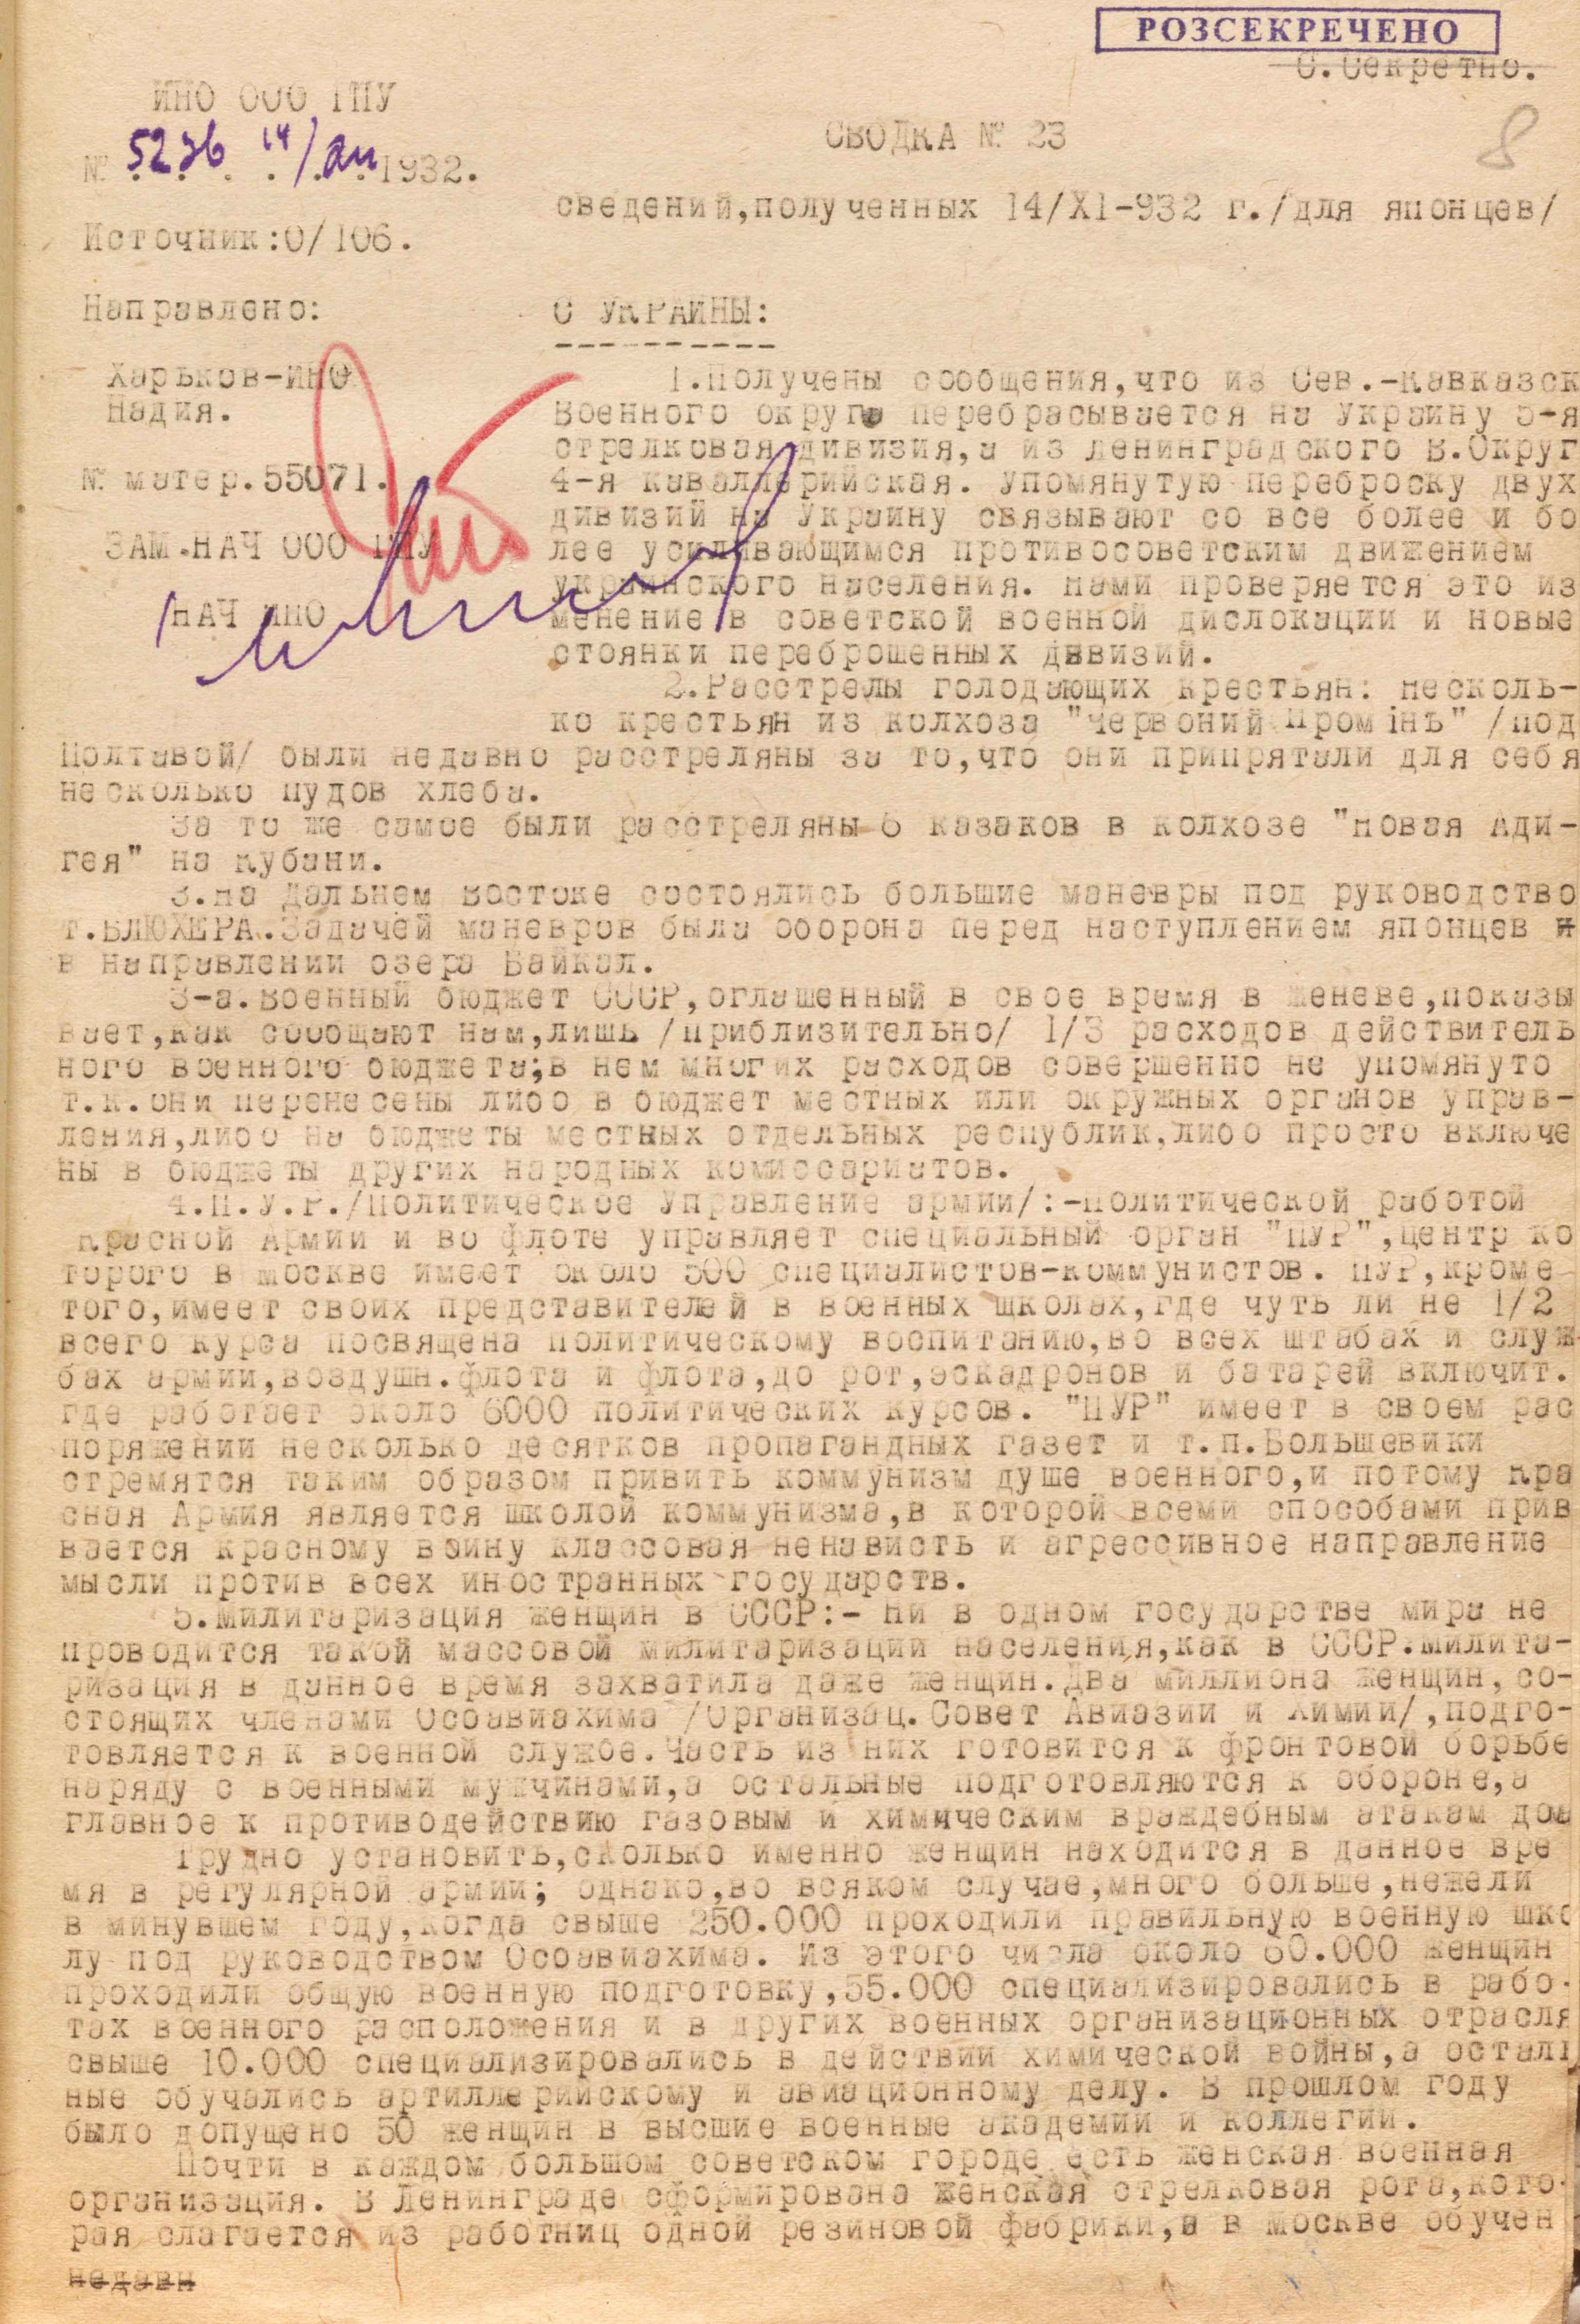 РОЗСЕКРЕЧЕНО
С.Секретно.
ИНО ООО ГПУ
8
СВОДКА № 23
№ 5276 14/ 1932.
сведений,полученных 14/XI-932 г./для японцев/
Источник:0/106.
Направлено:
С УКРАИНЫ:
----------
Харьков-ИНО
Надия.
№ матер.55071.
ЗАМ.НАЧ ООО ГПУ
/НАЧ ИНО
1.Получены сообщения,что из Сев.-Кавказск
Военного округа перебрасывается на Украину 5-я
стрелковая дивизия,а из Ленинградского В.Округ
4-я кавалларийская. Упомянутую переброску двух
дивизий на Украину связывают со все более и бо
лее усиливающимся противосоветским движением
украинского населения. Нами проверяется это из
менение в советской военной дислокации и новые
стоянки переброшенных дивизий.
2.Расстрелы голодающих крестьян: несколь-
ко крестьян из колхоза "Червоний Промiнъ" /под
Полтавой/ были недавно расстреляны за то,что они припрятали для себя
несколько пудов хлеба.
За то же самое были расстреляны 6 казаков в колхозе "Новая Ади-
гея" на Кубани.
3.На Дальнем Востоке состоялись большие маневры под руководство
т.БЛЮХЕРА.Задачей маневров была оборона перед наступлением японцев н
в направлении озера Байкал.
3-а.Военный бюджет СССР,оглашенный в свое время в Женеве,показы
вает,как сообщают нам,лишь /приблизительно/ 1/3 расходов действитель
ного военного бюджета;в нем многих расходов совершенно не упомянуто
т.к.они перенесены либо в бюджет местных или окружных органов управ-
ления,либо на бюджеты местных отдельных республик,либо просто включе
ны в бюджеты других народных комиссариатов.
4.П.У.Р./Политическое Управление армии/:-Политической работой
Красной Армии и во флоте управляет специальный орган "ПУР",центр ко
торого в Москве имеет около 500 специалистов-коммунистов. ПУР,кроме
того,имеет своих представителей в военных школах,где чуть ли не 1/2
всего курса посвящена политическому воспитанию,во всех штабах и служ
бах армии,воздушн.флота и флота,до рот,эскадронов и батарей включит.
где работает около 6000 политических курсов. "ПУР" имеет в своем рас
поряжении несколько десятков пропагандных газет и т.п.Большевики
стремятся таким образом привить коммунизм душе военного,и потому Кра
сная Армия является школой коммунизма,в которой всеми способами прив
вается красному воину классовая ненависть и агрессивное направление
мысли против всех иностранных государств.
5.Милитаризация женщин в СССР:- Ни в одном государстве мира не
проводится такой массовой милитаризации населения,как в СССР.Милита-
ризация в данное время захватила даже женщин.Два миллиона женщин,со-
стоящих членами Осоавиахима /Организац.Совет Авиазии и Химии/,подго-
товляется к военной службе.Часть из них готовится к фронтовой борьбе
наряду с военными мужчинами,а остальные подготовляются к обороне,а
главное к противодействию газовым и химическим враждебным атакам дома
Трудно установить,сколько именно женщин находится в данное вре
мя в регулярной армии; однако,во всяком случае,много больше,нежели
в минувшем году,когда свыше 250.000 проходили правильную военную шко
лу под руководством Осоавиахима. Из этого числа около 60.000 женщин
проходили общую военную подготовку,55.000 специализировались в рабо-
тах военного расположения и в других военных организационных отрасля
свыше 10.000 специализировались в действии химической войны,а остал
ные обучались артиллерийскому и авиационному делу. В прошлом году
было допущено 50 женщин в высшие военные академии и коллегии.
Почти в каждом большом советском городе есть женская военная
организация. В Ленинграде сформирована женская стрелковая рота,кото-
рая слагается из работниц одной резиновой фабрики,а в Москве обучен
недавн